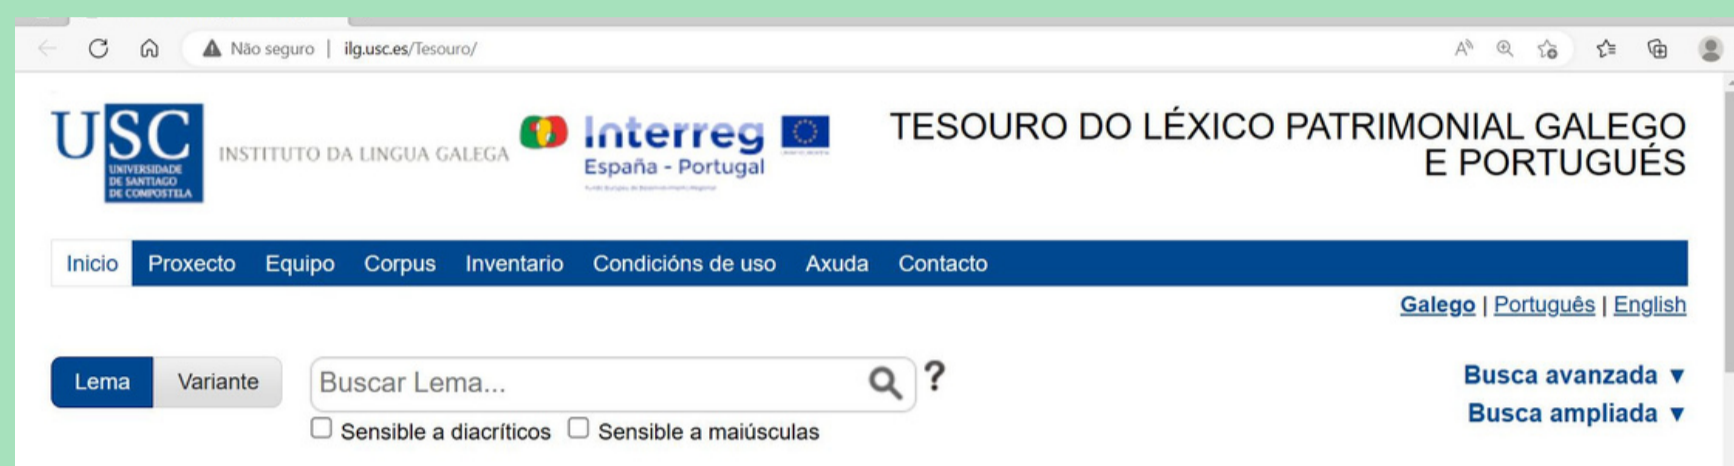 Não seguro | ilg.usc.es/Tesouro/
USC
UNIVERSIDADE
DE SANTIAGO
DE COMPOSTELA
INSTITUTO DA LINGUA GALEGA
Interreg
España - Portugal
TESOURO DO LÉXICO PATRIMONIAL GALEGO
E PORTUGUÉS
Inicio Proxecto Equipo Corpus Inventario Condicións de uso Axuda Contacto
Galego | Português | English
Lema Variante Buscar Lema... ? Busca avanzada ▼
Busca ampliada ▼
Sensible a diacríticos Sensible a maiúsculas